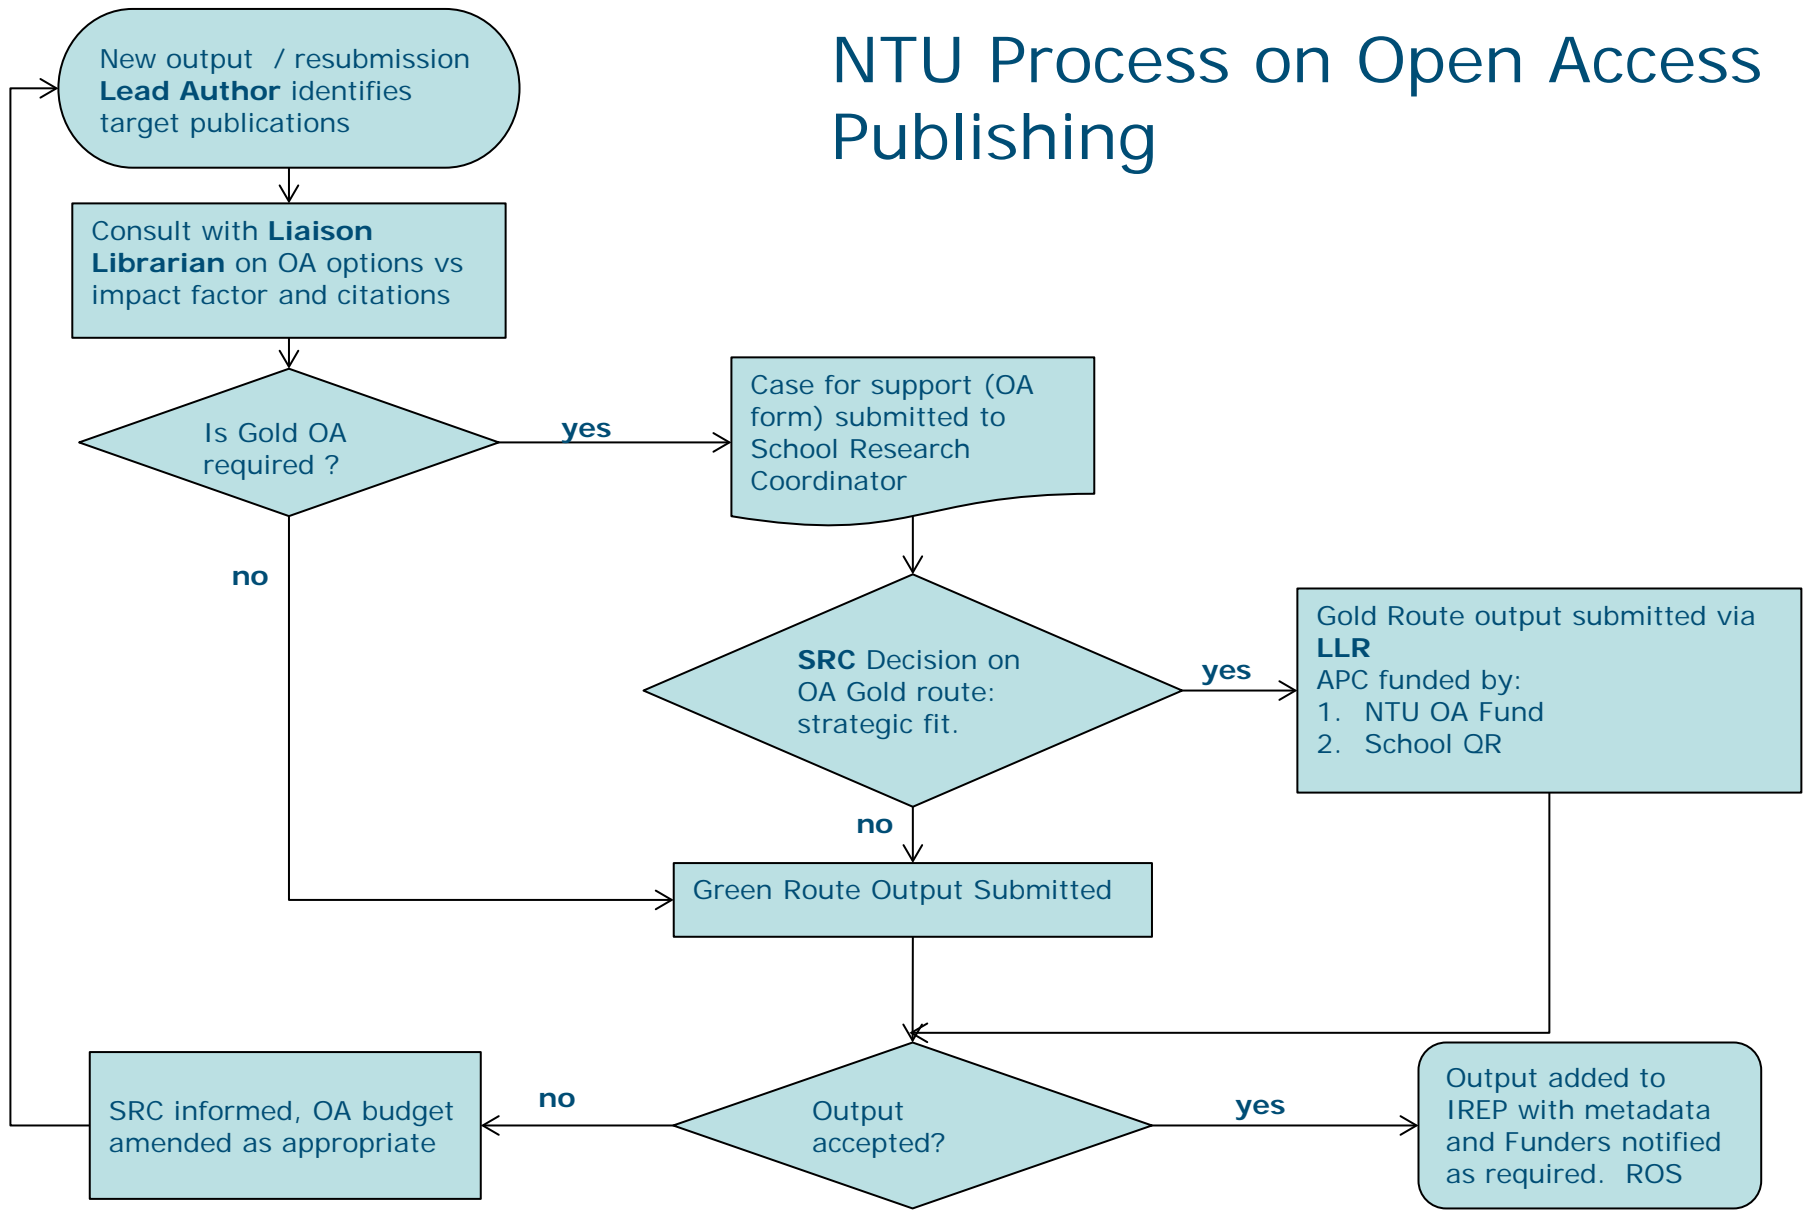 NTU Process on Open Access
Publishing
New output / resubmission
Lead Author identifies
target publications
Consult with Liaison
Librarian on OA options vs
impact factor and citations
Is Gold OA
required ?
yes
Case for support (OA
form) submitted to
School Research
Coordinator
no
SRC Decision on
OA Gold route:
strategic fit.
yes
Gold Route output submitted via
LLR
APC funded by:
1. NTU OA Fund
2. School QR
no
Green Route Output Submitted
SRC informed, OA budget
amended as appropriate
no
Output
accepted?
yes
Output added to
IREP with metadata
and Funders notified
as required. ROS